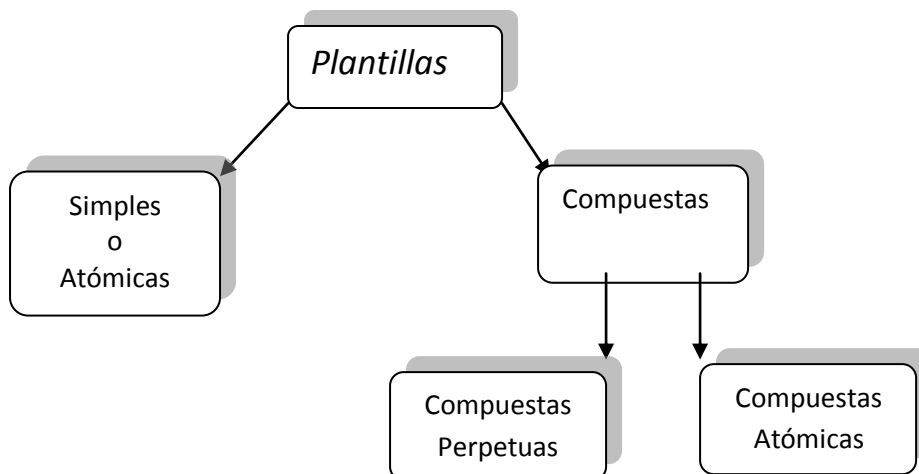 Plantillas
Simples
o
Atómicas
Compuestas
Compuestas
Perpetuas
Compuestas
Atómicas